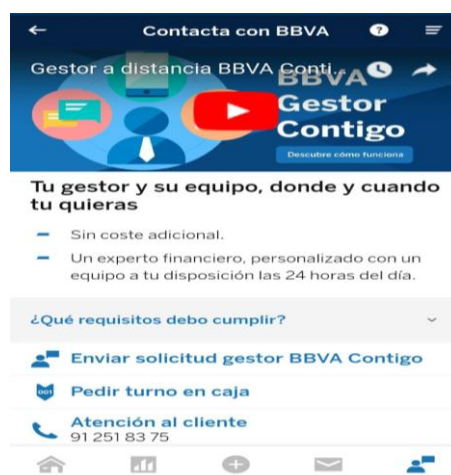 Contacta con BBVA ?
Gestor a distancia BBVA Conti...
BBVA
Gestor
Contigo
Descubre cómo funciona
Tu gestor y su equipo, donde y cuando
tu quieras
Sin coste adicional.
Un experto financiero, personalizado con un
equipo a tu disposición las 24 horas del día.
¿Qué requisitos debo cumplir?
Enviar solicitud gestor BBVA Contigo
001 Pedir turno en caja
Atención al cliente
91 251 83 75